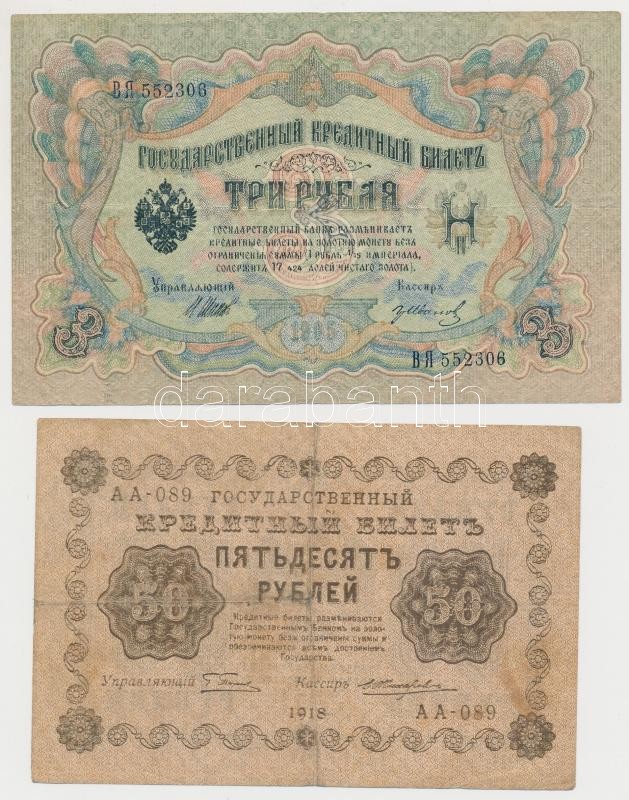 ВЯ 552306
ГОСУДАРСТВЕННЫЙ КРЕДИТНЫЙ БИЛЕТЪ
ТРИ РУБЛЯ
ГОСУДАРСТВЕННЫЙ БАНКЪ РАЗМѢНИВАЕТЪ
КРЕДИТНЫЕ БИЛЕТЫ НА ЗОЛОТУЮ МОНЕТУ БЕЗЪ
ОГРАНИЧЕНІЯ СУММЫ (1 РУБЛЬ = 1/15 ИМПЕРІАЛА,
СОДЕРЖИТЪ 17,424 ДОЛЕЙ ЧИСТАГО ЗОЛОТА).
Управляющій
Кассиръ
3
1905
3
ВЯ 552306
darabanth
АА-089 ГОСУДАРСТВЕННЫЙ
КРЕДИТНЫЙ БИЛЕТЪ
ПЯТЬДЕСЯТЪ
РУБЛЕЙ
50
50
Кредитные билеты размѣниваются
Государственнымъ Банкомъ на золо-
тую монету безъ ограниченія суммы и
обезпечиваются всѣмъ достояніемъ
Государства.
Управляющій
Кассиръ
1918
АА-089